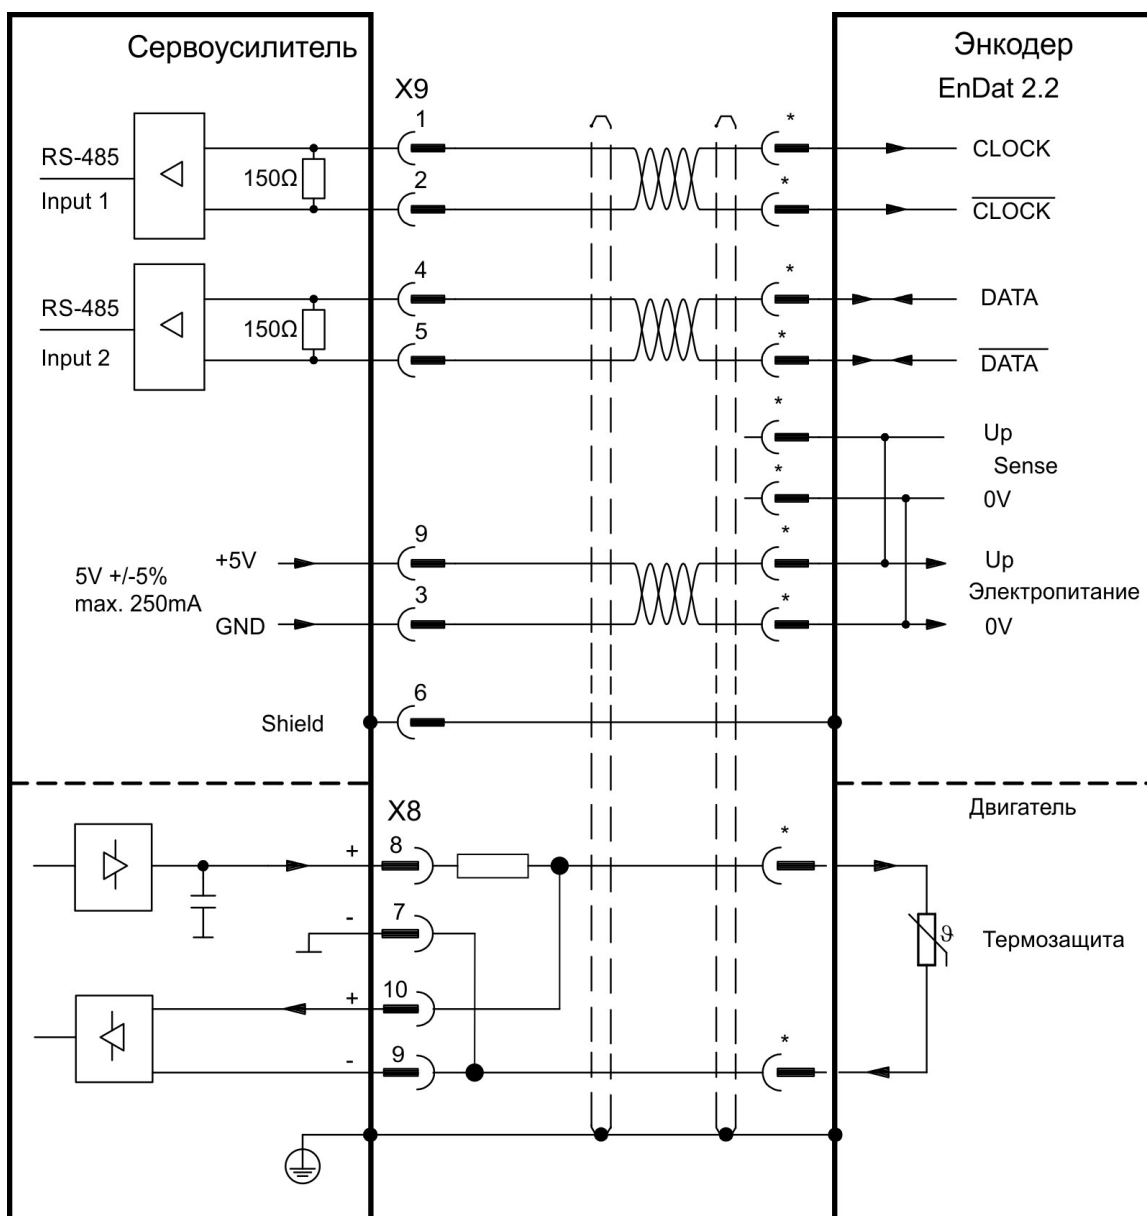 Сервоусилитель
Энкодер
EnDat 2.2
X9
1
*
RS-485
150Ω
CLOCK
Input 1
2
*
CLOCK
4
*
RS-485
150Ω
DATA
Input 2
5
*
DATA
*
Up
Sense
*
0V
9
*
+5V
Up
5V +/-5%
max. 250mA
Электропитание
3
*
GND
0V
6
Shield
X8
Двигатель
+
8
*
-
7
ϑ
Термозащита
+
10
-
9
*